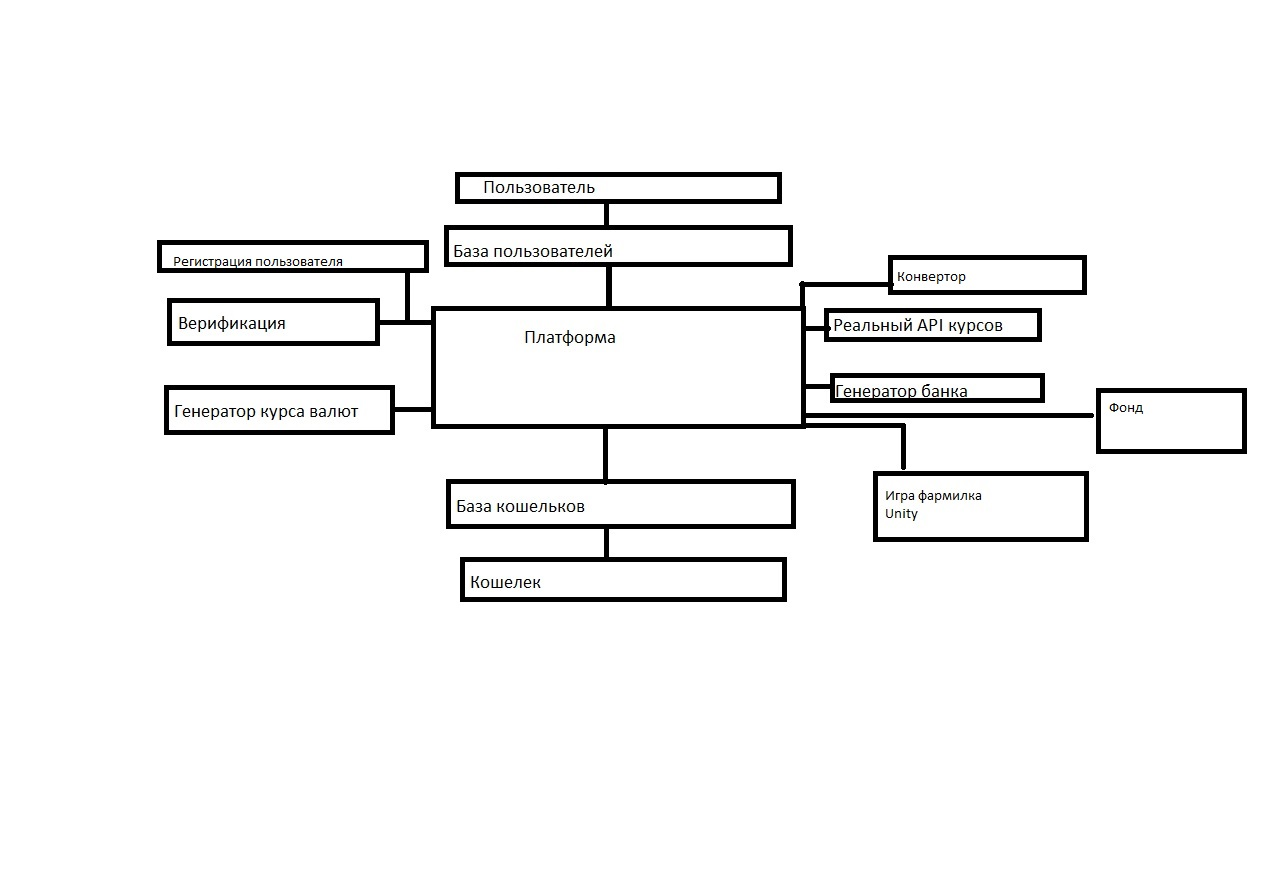 Пользователь
База пользователей
Регистрация пользователя
Конвертор
Верификация
Платформа
Реальный API курсов
Генератор курса валют
Генератор банка
Фонд
База кошельков
Игра фармилка
Unity
Кошелек